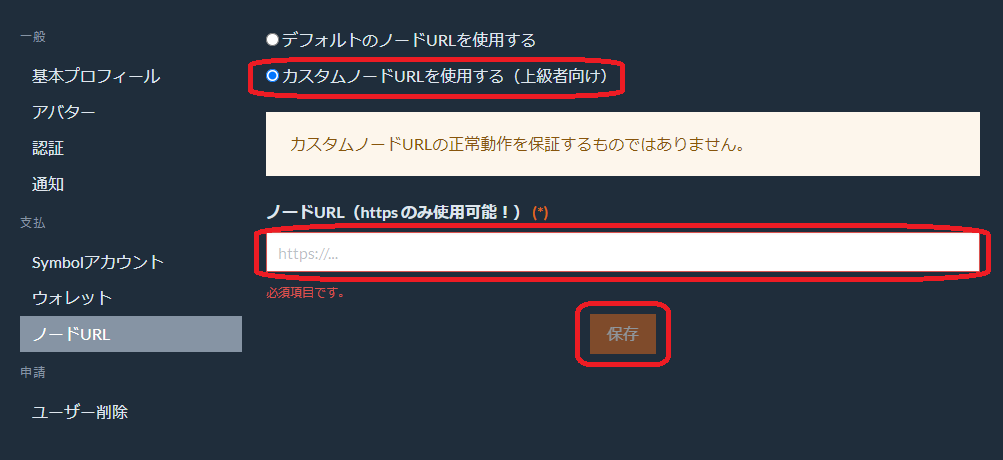 一般
基本プロフィール
アバター
認証
通知
支払
Symbolアカウント
ウォレット
ノードURL
申請
ユーザー削除
デフォルトのノードURLを使用する
カスタムノードURLを使用する（上級者向け）
カスタムノードURLの正常動作を保証するものではありません。
ノードURL（https のみ使用可能！） (*)
https://...
必須項目です。
保存